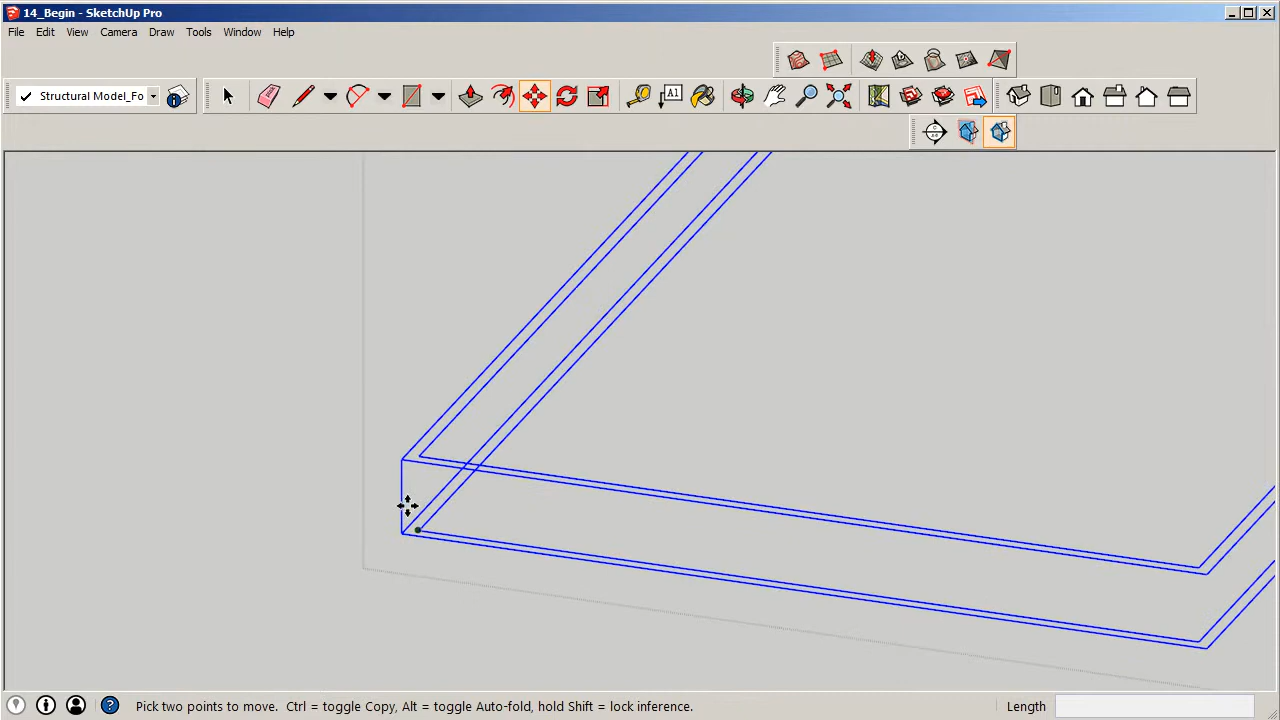 14_Begin - SketchUp Pro
File Edit View Camera Draw Tools Window Help
Structural Model_Fo
A1
Pick two points to move. Ctrl = toggle Copy, Alt = toggle Auto-fold, hold Shift = lock inference.
Length